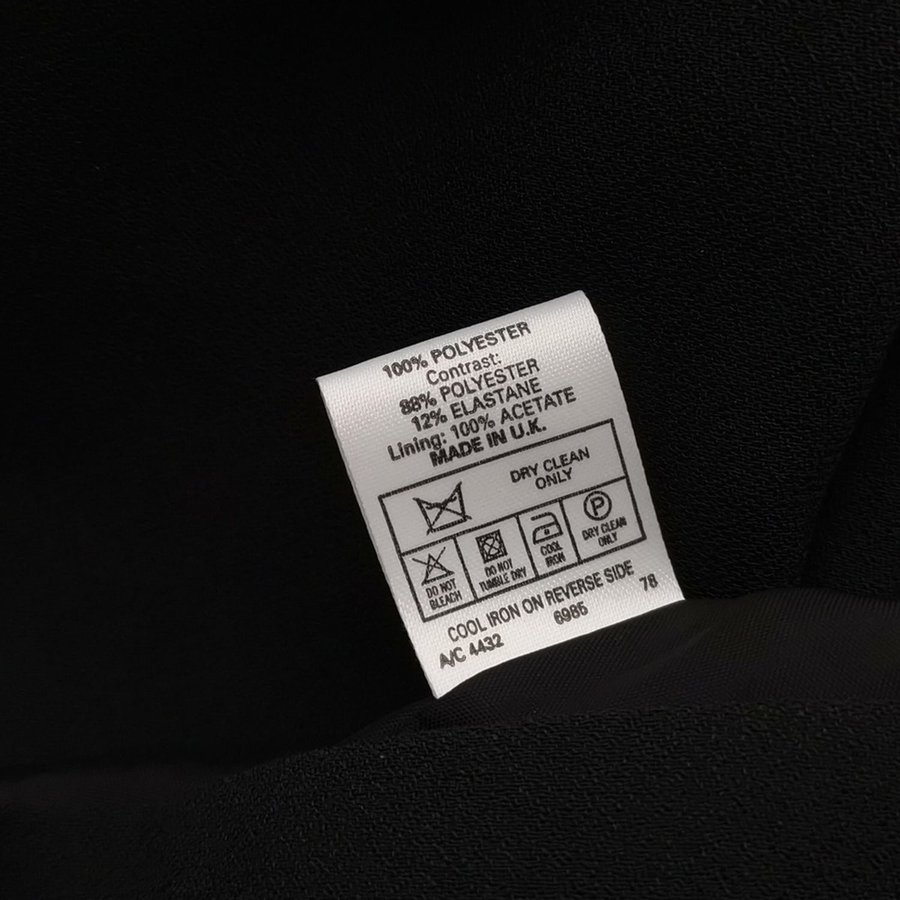 100% POLYESTER
Contrast:
88% POLYESTER
12% ELASTANE
Lining: 100% ACETATE
MADE IN U.K.
DRY CLEAN
ONLY
DO NOT
BLEACH
DO NOT
TUMBLE DRY
COOL
IRON
P
DRY CLEAN
ONLY
COOL IRON ON REVERSE SIDE
A/C 4432 6985 78